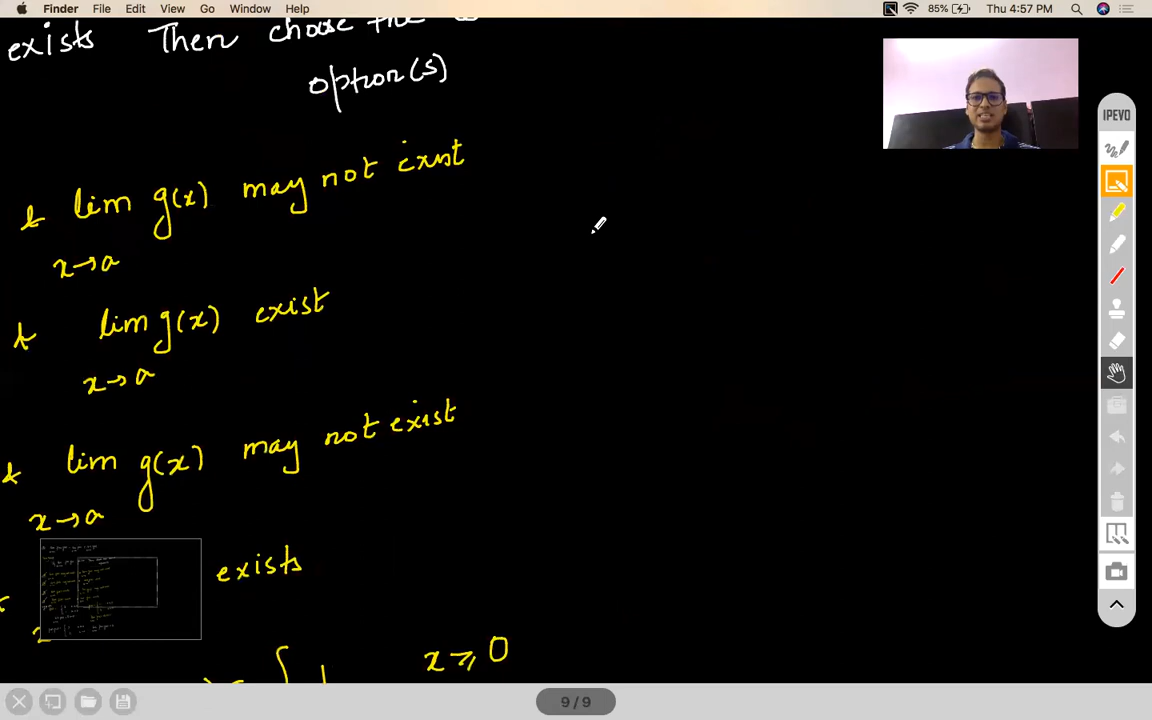 Finder File Edit View Go Window Help 85% Thu 4:57 PM
exists Then choose the
option(s)
IPEVO
& lim g(x) may not exist
x→a
& lim g(x) exist
x→a
& lim g(x) may not exist
x→a
exists
x ⩾ 0
9 / 9